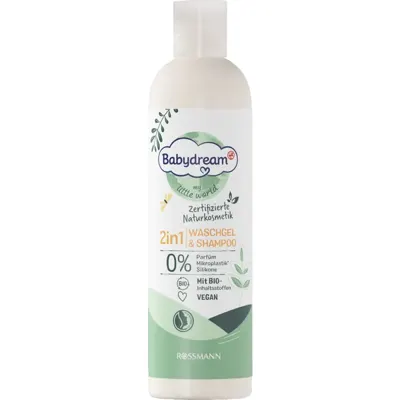 Babydream
my
little world
Zertifizierte
Naturkosmetik
2in1 WASCHGEL
& SHAMPOO
0% Parfüm
Mikroplastik
Silikone
BIO Mit BIO-
Inhaltsstoffen
VEGAN
ROSSMANN